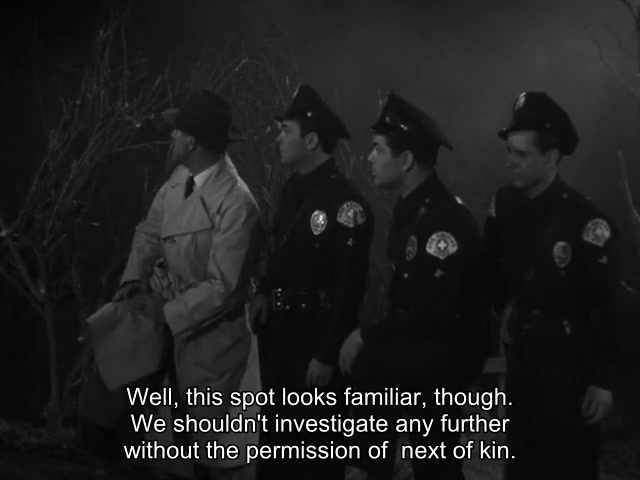 Well, this spot looks familiar, though.
We shouldn't investigate any further
without the permission of  next of kin.